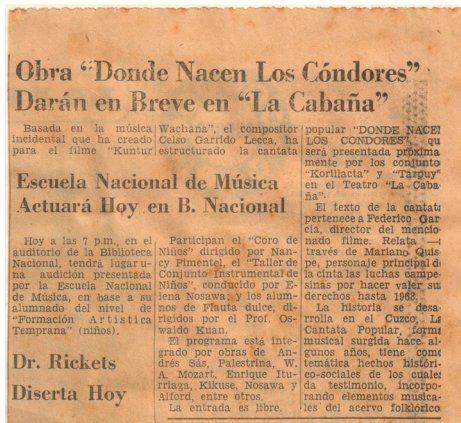 Obra "Donde Nacen Los Cóndores"
Darán en Breve en "La Cabaña"
Basada en la música
incidental que ha creado
para el filme "Kuntur
Wachana", el compositor
Celso Garrido Lecca, ha
estructurado la cantata
popular "DONDE NACEN
LOS CONDORES", que
será presentada próxima
mente por los conjunto
"Korillacta" y "Tarpuy"
en el Teatro "La Caba
ña".
El texto de la cantata
pertenece a Federico Gar
cía, director del mencio
nado filme. Relata —a
través de Mariano Quis
pe, personaje principal de
la cinta las luchas campe
sinas por hacer valer su
derechos hasta 1968.
La historia se desa
rrolla en el Cuzco. La
Cantata Popular, forma
musical surgida hace al
gunos años, tiene como
temática hechos históri
co-sociales de los cuales
da testimonio, incorpo
rando elementos musica
les del acervo folklórico
Escuela Nacional de Música
Actuará Hoy en B. Nacional
Hoy a las 7 p.m., en el
auditorio de la Biblioteca
Nacional, tendrá lugar
una audición presentada
por la Escuela Nacional
de Música, en base a su
alumnado del nivel de
"Formación Artística
Temprana" (niños).
Participan el "Coro de
Niños" dirigido por Nan
cy Pimentel, el "Taller de
Conjunto Instrumental de
Niños", conducido por E-
lena Nosawa, y los alumnos
de Flauta dulce, di-
rigidos por el Prof. Os-
waldo Kuan.
El programa está in-
tegrado por obras de An-
drés Sás, Palestrina, W.
A. Mozart, Enrique Itu-
rriaga, Kikuse, Nosawa y
Alford, entre otros.
La entrada es libre.
Dr. Rickets
Diserta Hoy